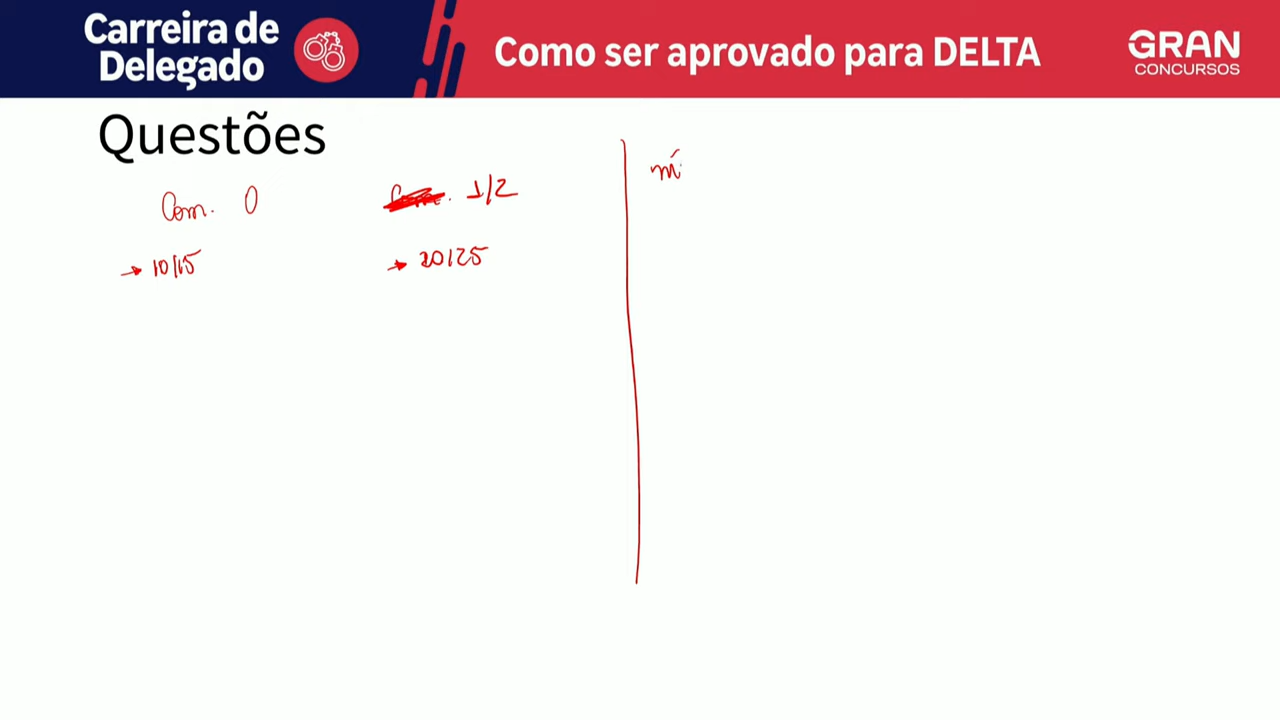 Carreira de
Delegado
Como ser aprovado para DELTA
GRAN
CONCURSOS
Questões
Com. 0
1/2
→ 10/15
→ 20/25
mí